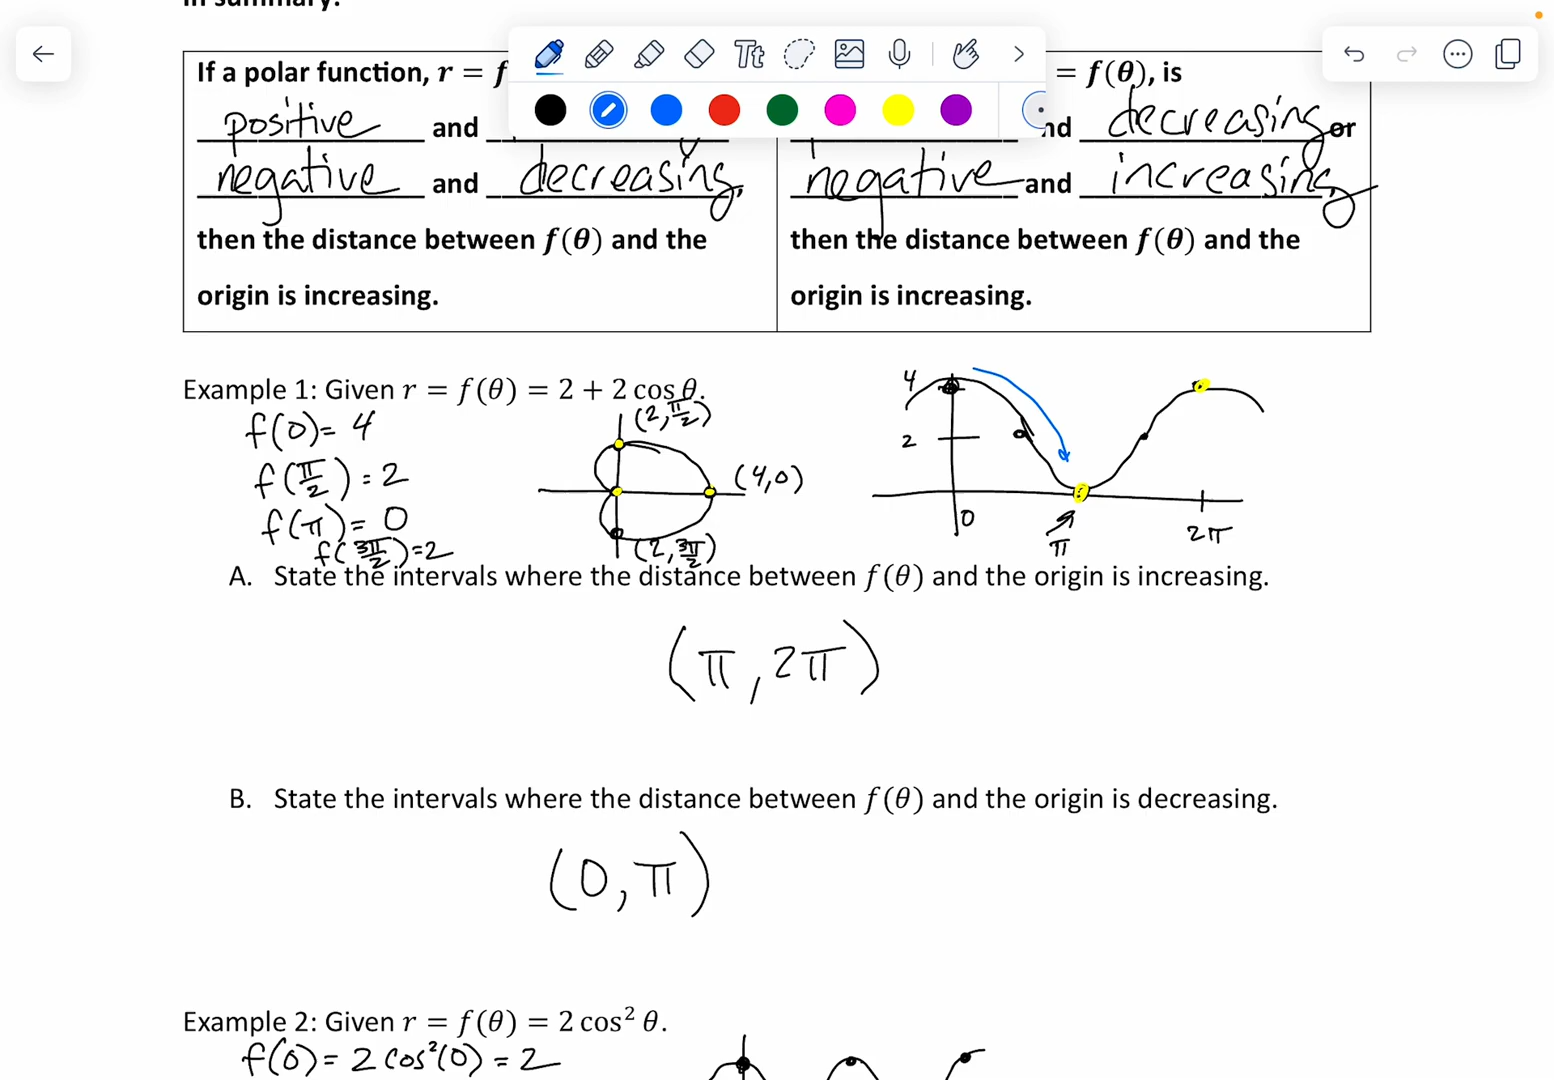 If a polar function, r = f
= f(θ), is
positive and
nd decreasing or
negative and decreasing,
negative and increasing,
then the distance between f(θ) and the
origin is increasing.
then the distance between f(θ) and the
origin is increasing.
Tt
Example 1: Given r = f(θ) = 2 + 2 cos θ.
f(0) = 4
f(π/2) = 2
f(π) = 0
f(3π/2) = 2
(2, π/2)
(4,0)
(2, 3π/2)
4
2
0
π
2π
A. State the intervals where the distance between f(θ) and the origin is increasing.
(π, 2π)
B. State the intervals where the distance between f(θ) and the origin is decreasing.
(0, π)
Example 2: Given r = f(θ) = 2 cos² θ.
f(0) = 2 cos²(0) = 2